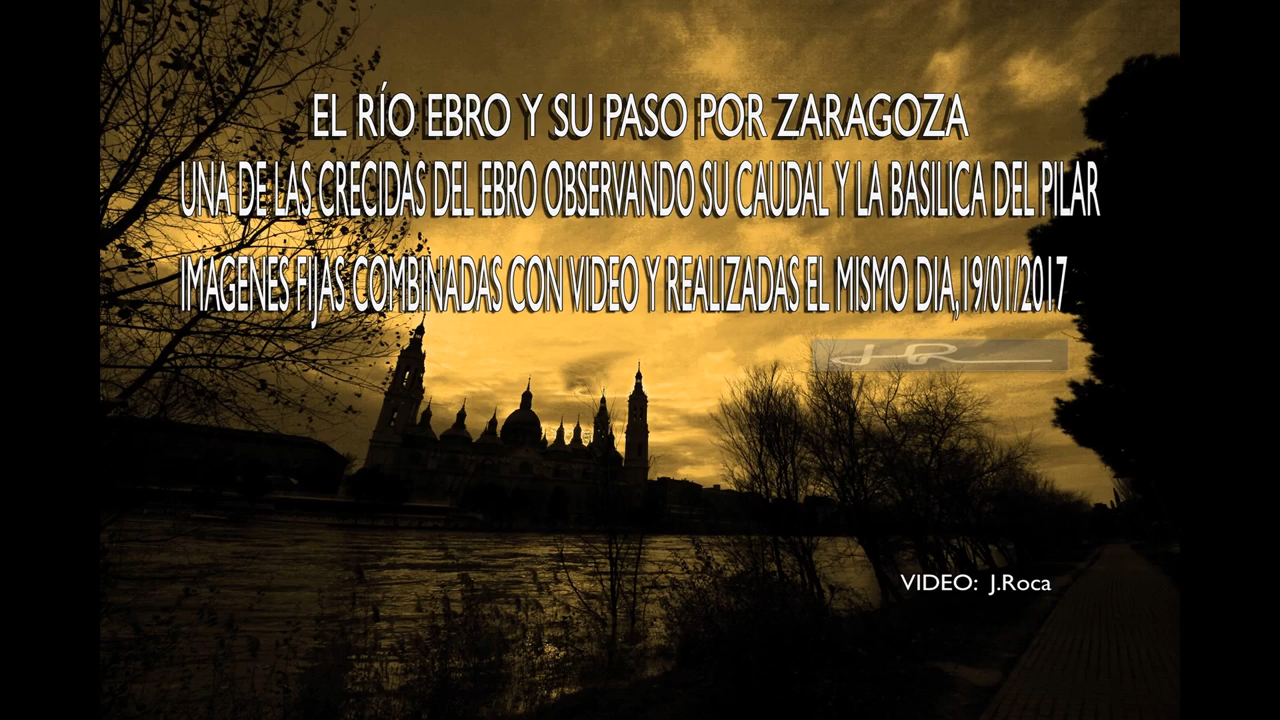 EL RÍO EBRO Y SU PASO POR ZARAGOZA
UNA DE LAS CRECIDAS DEL EBRO OBSERVANDO SU CAUDAL Y LA BASILICA DEL PILAR
IMAGENES FIJAS COMBINADAS CON VIDEO Y REALIZADAS EL MISMO DIA,19/01/2017
JR
VIDEO: J.Roca